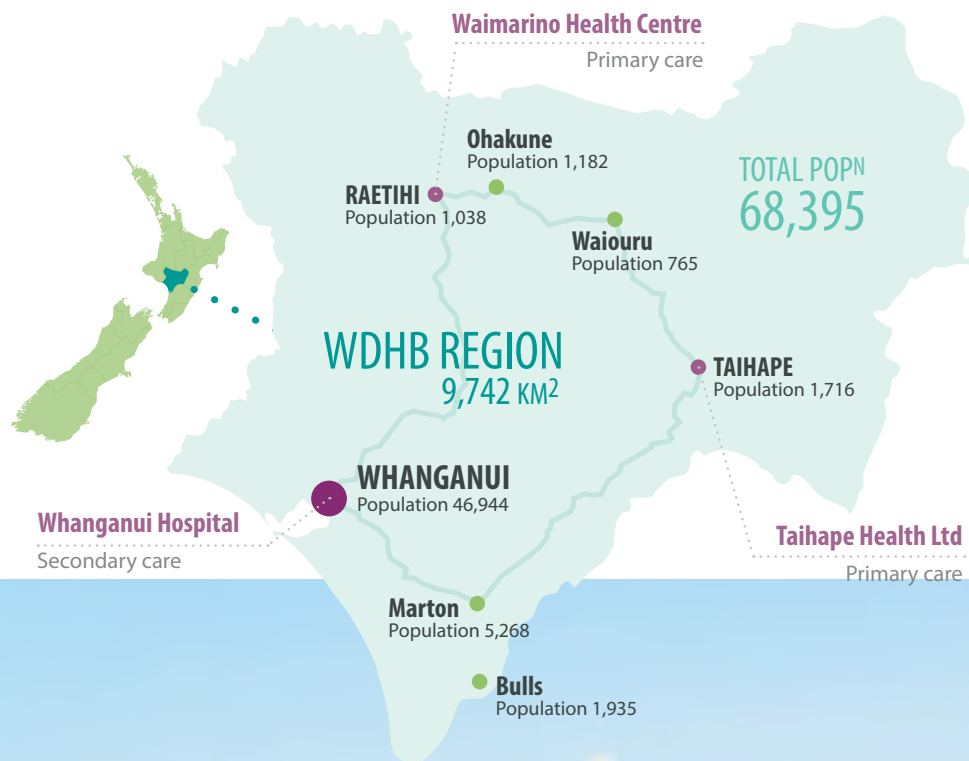 Waimarino Health Centre
Primary care
Ohakune
Population 1,182
RAETIHI
Population 1,038
TOTAL POPN
68,395
Waiouru
Population 765
WDHB REGION
9,742 KM2
TAIHAPE
Population 1,716
WHANGANUI
Population 46,944
Whanganui Hospital
Secondary care
Taihape Health Ltd
Primary care
Marton
Population 5,268
Bulls
Population 1,935